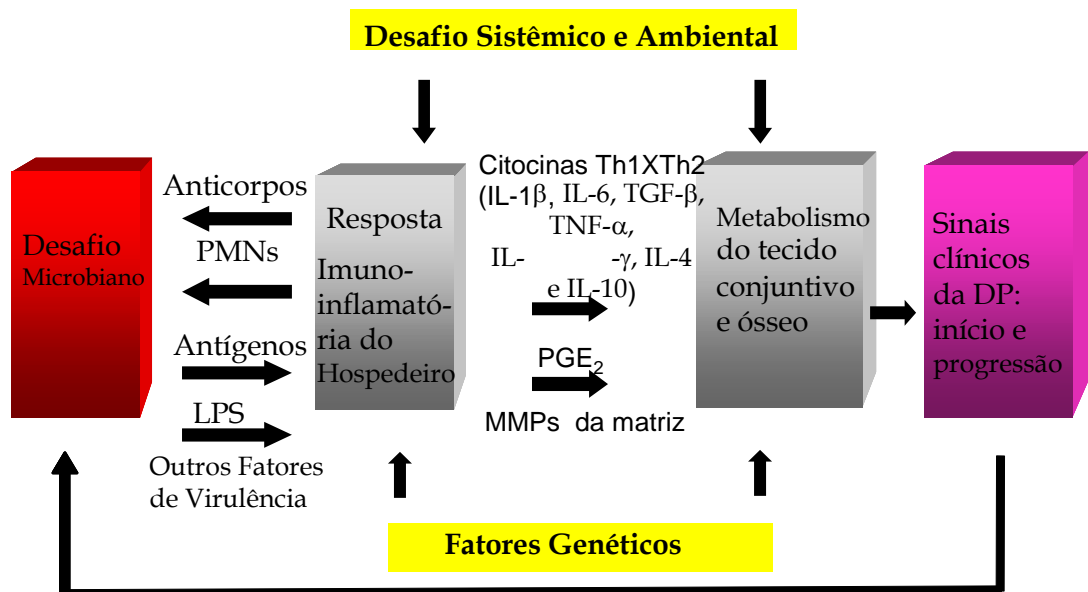 Desafio Sistêmico e Ambiental
Desafio
Microbiano
Anticorpos
PMNs
Antígenos
LPS
Outros Fatores
de Virulência
Resposta
Imuno-
inflamató-
ria do
Hospedeiro
Citocinas Th1XTh2
(IL-1β, IL-6, TGF-β,
TNF-α,
IL- -γ, IL-4
e IL-10)
PGE2
MMPs da matriz
Metabolismo
do tecido
conjuntivo
e ósseo
Sinais
clínicos
da DP:
início e
progressão
Fatores Genéticos